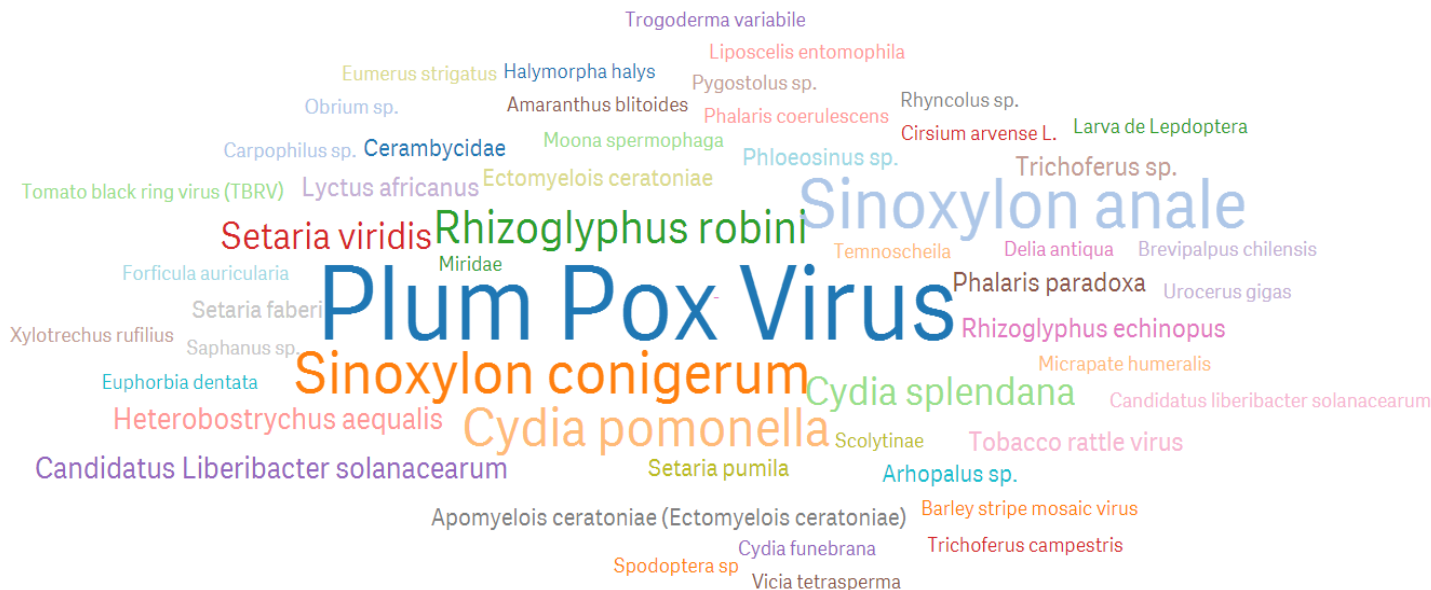 Trogoderma variabile
Liposcelis entomophila
Eumerus strigatus
Halymorpha halys
Pygostolus sp.
Obrium sp.
Amaranthus blitoides
Rhyncolus sp.
Phalaris coerulescens
Cirsium arvense L.
Larva de Lepdoptera
Carpophilus sp.
Cerambycidae
Moona spermophaga
Phloeosinus sp.
Trichoferus sp.
Tomato black ring virus (TBRV)
Lyctus africanus
Ectomyelois ceratoniae
Sinoxylon anale
Setaria viridis
Rhizoglyphus robini
Temnoscheila
Delia antiqua
Brevipalpus chilensis
Forficula auricularia
Miridae
Phalaris paradoxa
Urocerus gigas
Setaria faberi
Plum Pox Virus
Xylotrechus rufilius
Saphanus sp.
Rhizoglyphus echinopus
Micrapate humeralis
Euphorbia dentata
Sinoxylon conigerum
Cydia splendana
Candidatus liberibacter solanacearum
Heterobostrychus aequalis
Cydia pomonella
Scolytinae
Tobacco rattle virus
Candidatus Liberibacter solanacearum
Setaria pumila
Arhopalus sp.
Apomyelois ceratoniae (Ectomyelois ceratoniae)
Barley stripe mosaic virus
Cydia funebrana
Trichoferus campestris
Spodoptera sp
Vicia tetrasperma